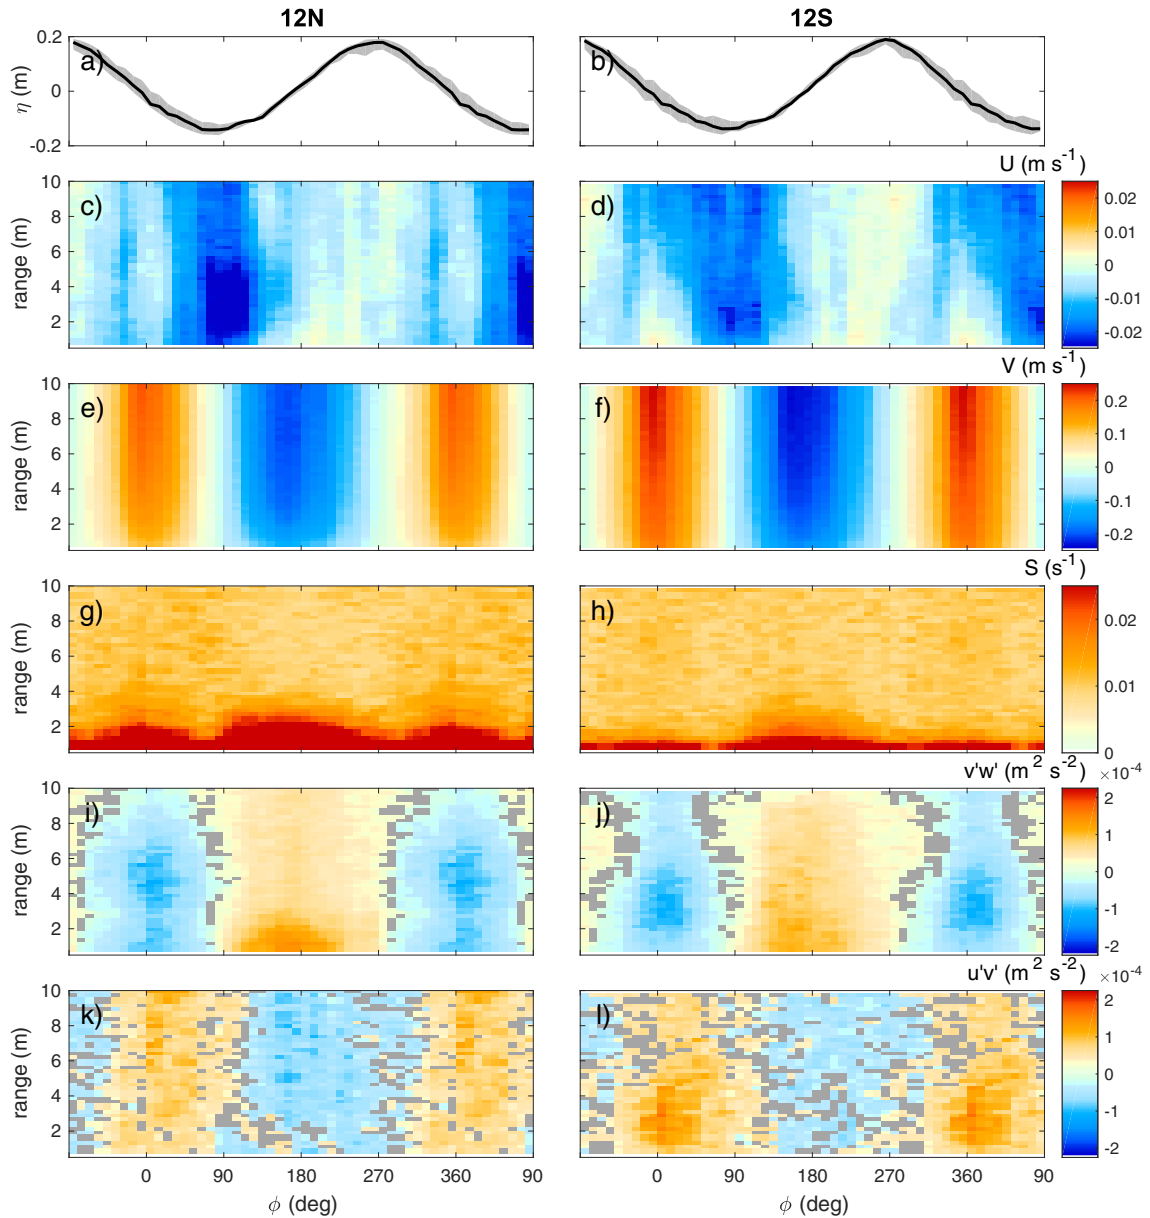 12N 12S
0.2 a) b)
η (m) 0
-0.2
U (m s⁻¹)
10 c) d) 0.02
8 0.01
range (m) 6 0
4 -0.01
2 -0.02
V (m s⁻¹)
10 e) f) 0.2
8 0.1
range (m) 6 0
4 -0.1
2 -0.2
S (s⁻¹)
10 g) h) 0.02
8
range (m) 6 0.01
4
2 0
v'w' (m² s⁻²) ×10⁻⁴
10 i) j) 2
8 1
range (m) 6 0
4 -1
2 -2
u'v' (m² s⁻²) ×10⁻⁴
10 k) l) 2
8 1
range (m) 6 0
4 -1
2 -2
0 90 180 270 360 90 0 90 180 270 360 90
ϕ (deg) ϕ (deg)